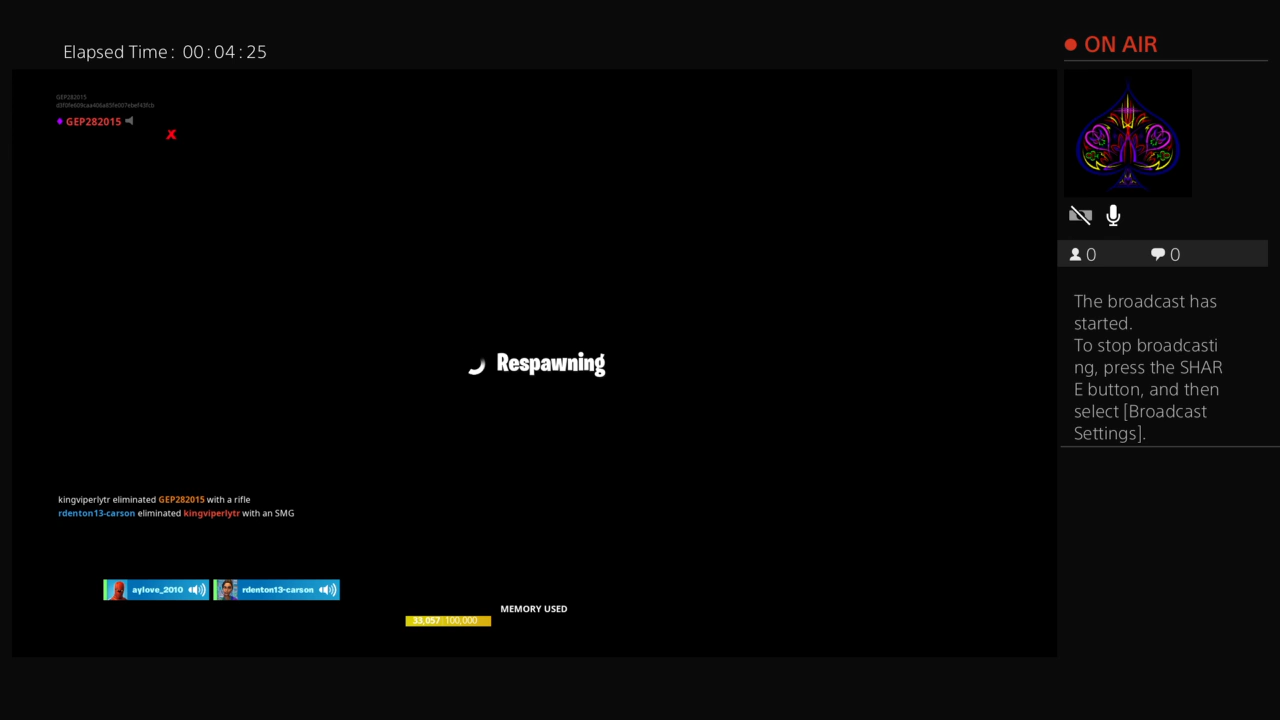 Elapsed Time: 00:04:25
ON AIR
GEP282015
GEP282015
X
0 0
The broadcast has
started.
To stop broadcasti
ng, press the SHAR
E button, and then
select [Broadcast
Settings].
Respawning
kingviperlytr eliminated GEP282015 with a rifle
rdenton13-carson eliminated kingviperlytr with an SMG
aylove_2010 rdenton13-carson
MEMORY USED
33,057 100,000